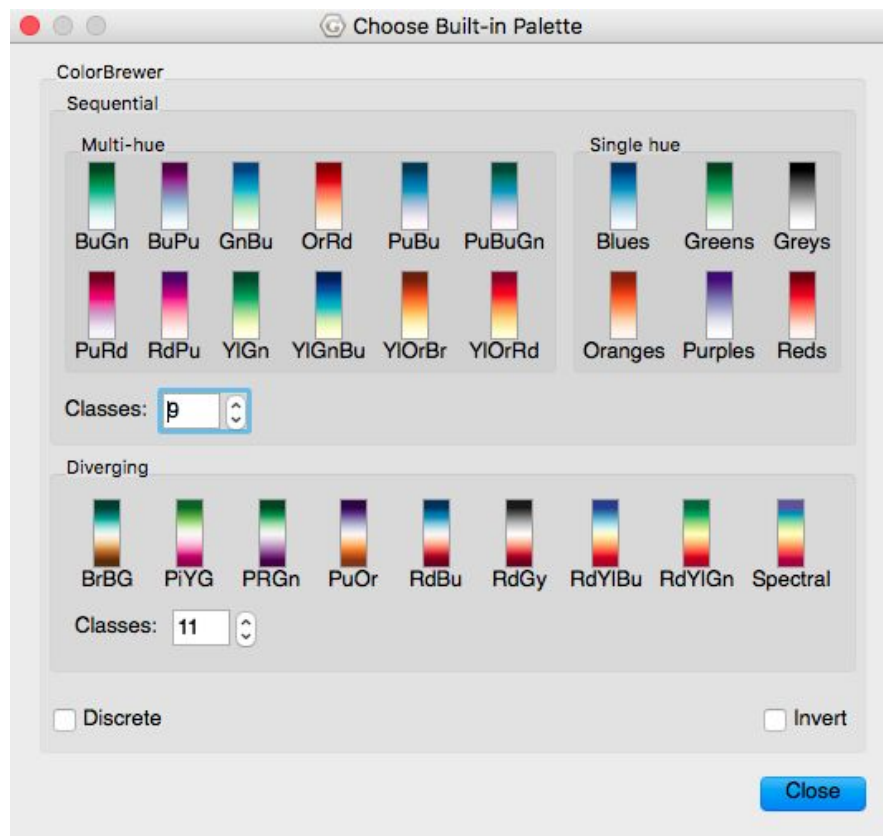 Choose Built-in Palette
ColorBrewer
Sequential
Multi-hue
Single hue
BuGn BuPu GnBu OrRd PuBu PuBuGn
Blues Greens Greys
PuRd RdPu YlGn YlGnBu YlOrBr YlOrRd
Oranges Purples Reds
Classes: 9
Diverging
BrBG PiYG PRGn PuOr RdBu RdGy RdYlBu RdYlGn Spectral
Classes: 11
Discrete
Invert
Close